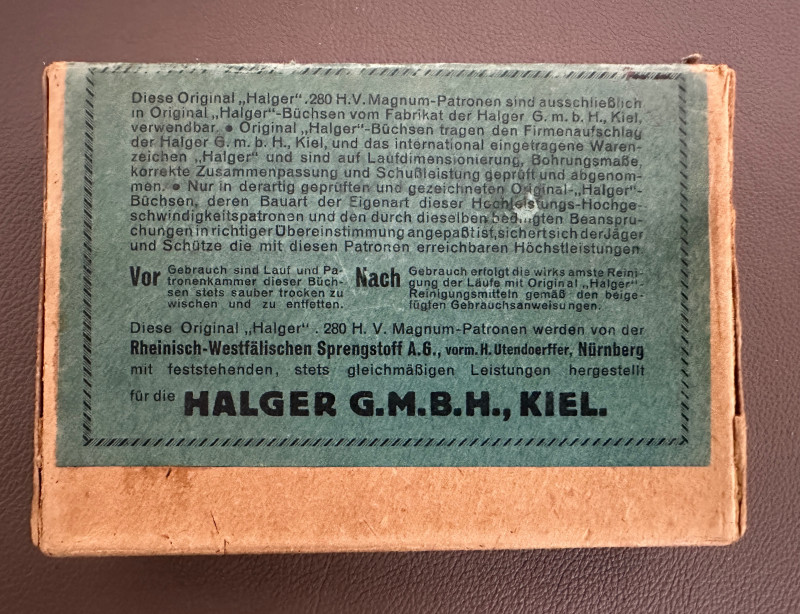 Diese Original „Halger“ .280 H.V. Magnum-Patronen sind ausschließlich
in Original „Halger“-Büchsen vom Fabrikat der Halger G. m. b. H., Kiel,
verwendbar. ● Original „Halger“-Büchsen tragen den Firmenaufschlag
der Halger G. m. b. H., Kiel, und das international eingetragene Waren-
zeichen „Halger“ und sind auf Laufdimensionierung, Bohrungsmaße,
korrekte Zusammenpassung und Schußleistung geprüft und abgenom-
men. ● Nur in derartig geprüften und gezeichneten Original-„Halger“-
Büchsen, deren Bauart der Eigenart dieser Hochleistungs-Hochge-
schwindigkeitspatronen und den durch dieselben bedingten Beanspru-
chungen in richtiger Übereinstimmung angepaßt ist, sichert sich der Jäger
und Schütze die mit diesen Patronen erreichbaren Höchstleistungen.
Vor Gebrauch sind Lauf und Pa-
tronenkammer dieser Büch-
sen stets sauber trocken zu
wischen und zu entfetten.
Nach Gebrauch erfolgt die wirksamste Reini-
gung der Läufe mit Original „Halger“-
Reinigungsmitteln gemäß den beige-
fügten Gebrauchsanweisungen.
Diese Original „Halger“ . 280 H. V. Magnum-Patronen werden von der
Rheinisch-Westfälischen Sprengstoff A.G., vorm. H. Utendoerffer, Nürnberg
mit feststehenden, stets gleichmäßigen Leistungen hergestellt
für die HALGER G.M.B.H., KIEL.